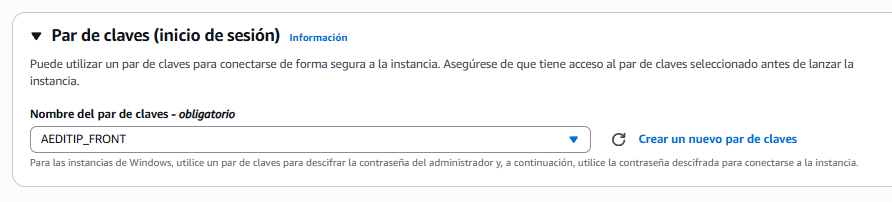 Par de claves (inicio de sesión) Información
Puede utilizar un par de claves para conectarse de forma segura a la instancia. Asegúrese de que tiene acceso al par de claves seleccionado antes de lanzar la
instancia.
Nombre del par de claves - obligatorio
AEDITIP_FRONT
Crear un nuevo par de claves
Para las instancias de Windows, utilice un par de claves para descifrar la contraseña del administrador y, a continuación, utilice la contraseña descifrada para conectarse a la instancia.